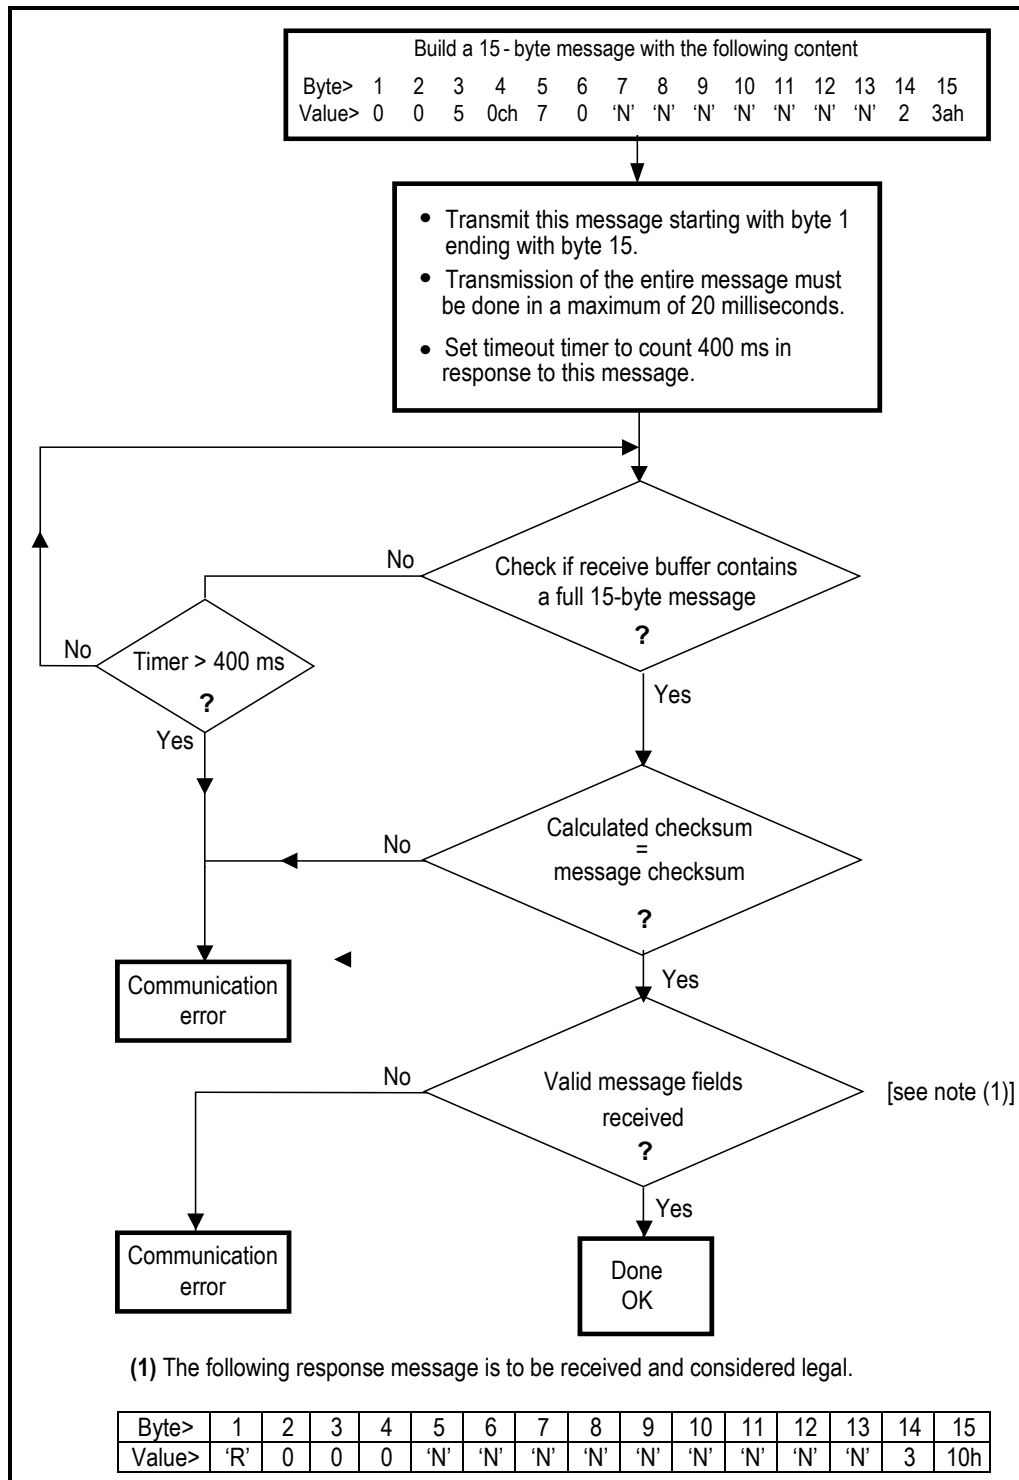 Build a 15 - byte message with the following content
Byte> 1 2 3 4 5 6 7 8 9 10 11 12 13 14 15
Value> 0 0 5 0ch 7 0 ‘N’ ‘N’ ‘N’ ‘N’ ‘N’ ‘N’ ‘N’ 2 3ah
• Transmit this message starting with byte 1
ending with byte 15.
• Transmission of the entire message must
be done in a maximum of 20 milliseconds.
• Set timeout timer to count 400 ms in
response to this message.
No
Check if receive buffer contains
a full 15-byte message
?
No
Timer > 400 ms
?
Yes
Yes
No
Calculated checksum
=
message checksum
?
Yes
Communication
error
No
Valid message fields
received
?
[see note (1)]
Yes
Communication
error
Done
OK
(1) The following response message is to be received and considered legal.
Byte> 1 2 3 4 5 6 7 8 9 10 11 12 13 14 15
Value> ‘R’ 0 0 0 ‘N’ ‘N’ ‘N’ ‘N’ ‘N’ ‘N’ ‘N’ ‘N’ ‘N’ 3 10h